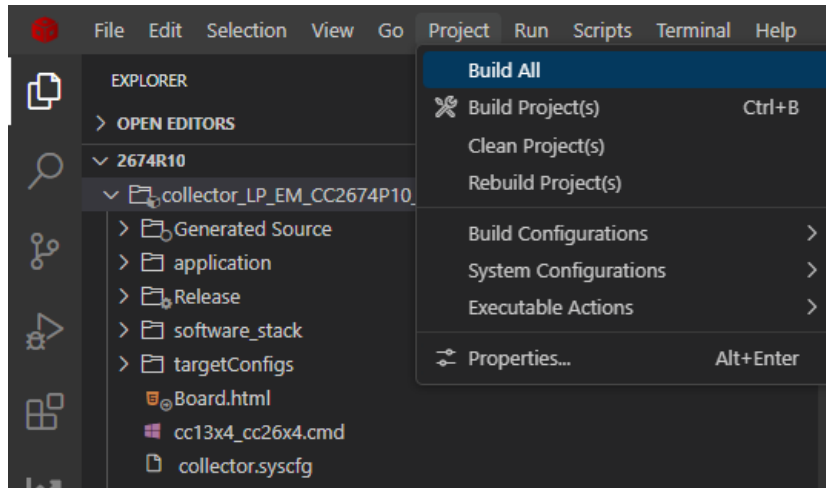 File Edit Selection View Go Project Run Scripts Terminal Help
EXPLORER
OPEN EDITORS
2674R10
collector_LP_EM_CC2674P10_
Generated Source
application
Release
software_stack
targetConfigs
Board.html
cc13x4_cc26x4.cmd
collector.syscfg
Build All
Build Project(s) Ctrl+B
Clean Project(s)
Rebuild Project(s)
Build Configurations
System Configurations
Executable Actions
Properties... Alt+Enter